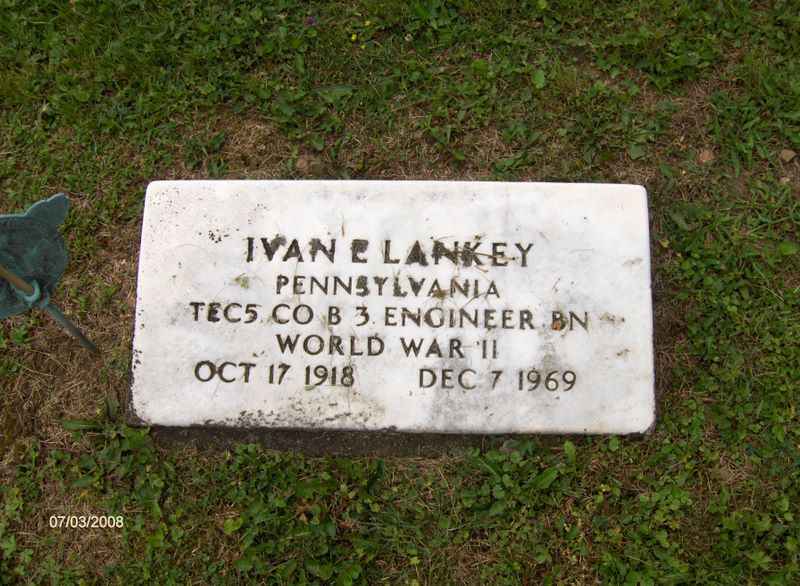 IVAN E LANKEY
PENNSYLVANIA
TEC5 CO B 3 ENGINEER BN
WORLD WAR II
OCT 17 1918 DEC 7 1969
07/03/2008